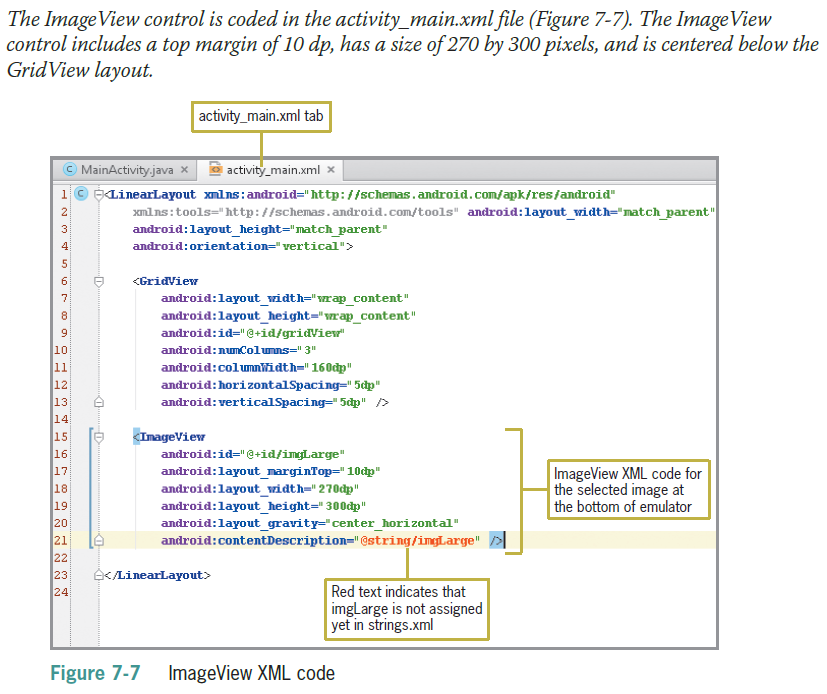 The ImageView control is coded in the activity_main.xml file (Figure 7-7). The ImageView
control includes a top margin of 10 dp, has a size of 270 by 300 pixels, and is centered below the
GridView layout.
activity_main.xml tab
MainActivity.java × activity_main.xml ×
1 C <LinearLayout xmlns:android="http://schemas.android.com/apk/res/android"
2 xmlns:tools="http://schemas.android.com/tools" android:layout_width="match_parent"
3 android:layout_height="match_parent"
4 android:orientation="vertical">
5
6 <GridView
7 android:layout_width="wrap_content"
8 android:layout_height="wrap_content"
9 android:id="@+id/gridView"
10 android:numColumns="3"
11 android:columnWidth="160dp"
12 android:horizontalSpacing="5dp"
13 android:verticalSpacing="5dp" />
14
15 <ImageView
16 android:id="@+id/imgLarge"
17 android:layout_marginTop="10dp"
18 android:layout_width="270dp"
19 android:layout_height="300dp"
20 android:layout_gravity="center_horizontal"
21 android:contentDescription="@string/imgLarge" />
22
23 </LinearLayout>
24
ImageView XML code for
the selected image at
the bottom of emulator
Red text indicates that
imgLarge is not assigned
yet in strings.xml
Figure 7-7 ImageView XML code